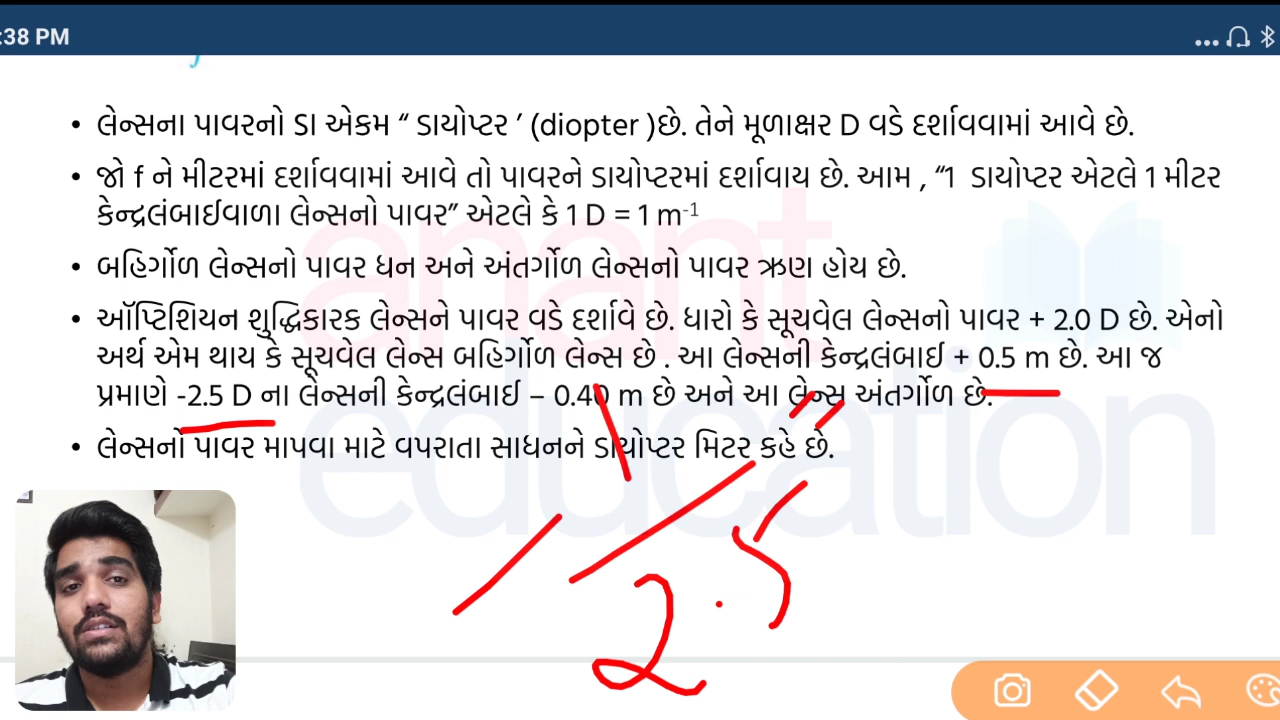 :38 PM
• લેન્સના પાવરનો SI એકમ “ ડાયોપ્ટર ’ (diopter )છે. તેને મૂળાક્ષર D વડે દર્શાવવામાં આવે છે.
• જો f ને મીટરમાં દર્શાવવામાં આવે તો પાવરને ડાયોપ્ટરમાં દર્શાવાય છે. આમ , “1 ડાયોપ્ટર એટલે 1 મીટર
કેન્દ્રલંબાઈવાળા લેન્સનો પાવર” એટલે કે 1 D = 1 m⁻¹
• બહિર્ગોળ લેન્સનો પાવર ધન અને અંતર્ગોળ લેન્સનો પાવર ઋણ હોય છે.
• ઑપ્ટિશિયન શુદ્ધિકારક લેન્સને પાવર વડે દર્શાવે છે. ધારો કે સૂચવેલ લેન્સનો પાવર + 2.0 D છે. એનો
અર્થ એમ થાય કે સૂચવેલ લેન્સ બહિર્ગોળ લેન્સ છે . આ લેન્સની કેન્દ્રલંબાઈ + 0.5 m છે. આ જ
પ્રમાણે -2.5 D ના લેન્સની કેન્દ્રલંબાઈ – 0.40 m છે અને આ લેન્સ અંતર્ગોળ છે.
• લેન્સનો પાવર માપવા માટે વપરાતા સાધનને ડાયોપ્ટર મિટર કહે છે.
anant
education
1
2.5